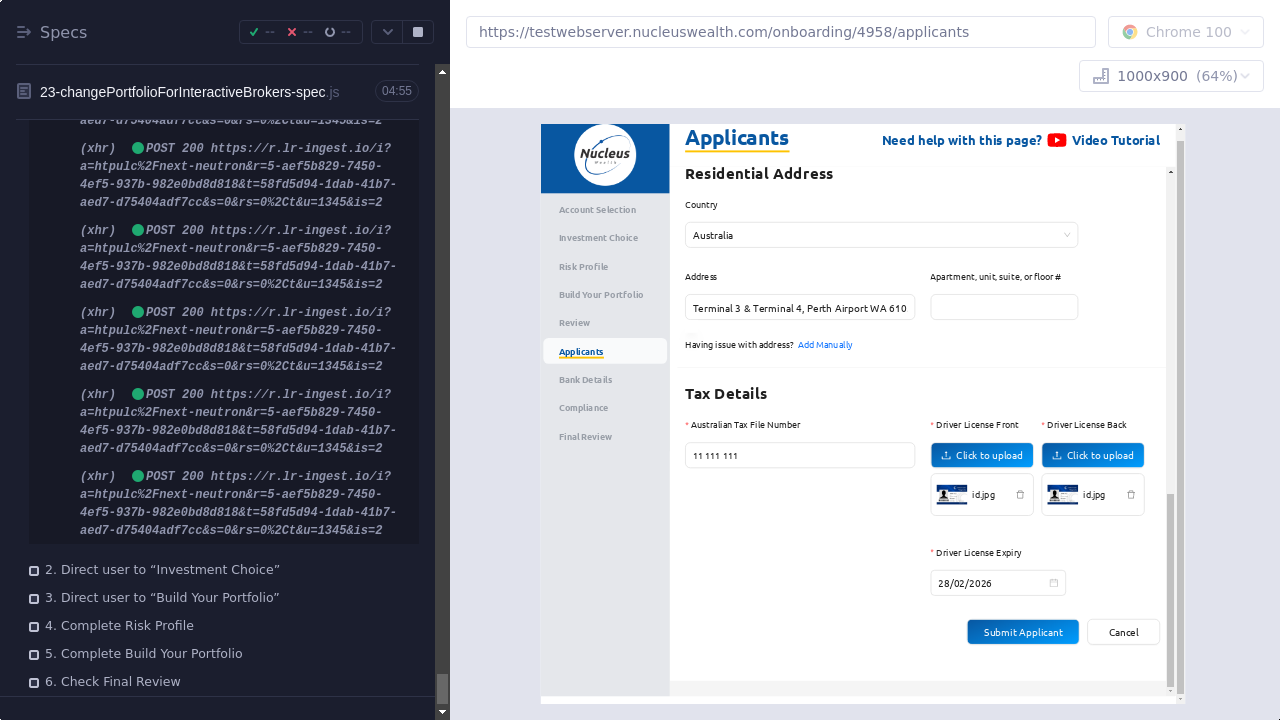 Specs
-- -- --
23-changePortfolioForInteractiveBrokers-spec.js
04:55
aed7-d75404adf7cc&s=0&rs=0%2Ct&u=1345&is=2
(xhr) POST 200 https://r.lr-ingest.io/i?
a=htpulc%2Fnext-neutron&r=5-aef5b829-7450-
4ef5-937b-982e0bd8d818&t=58fd5d94-1dab-41b7-
aed7-d75404adf7cc&s=0&rs=0%2Ct&u=1345&is=2
(xhr) POST 200 https://r.lr-ingest.io/i?
a=htpulc%2Fnext-neutron&r=5-aef5b829-7450-
4ef5-937b-982e0bd8d818&t=58fd5d94-1dab-41b7-
aed7-d75404adf7cc&s=0&rs=0%2Ct&u=1345&is=2
(xhr) POST 200 https://r.lr-ingest.io/i?
a=htpulc%2Fnext-neutron&r=5-aef5b829-7450-
4ef5-937b-982e0bd8d818&t=58fd5d94-1dab-41b7-
aed7-d75404adf7cc&s=0&rs=0%2Ct&u=1345&is=2
(xhr) POST 200 https://r.lr-ingest.io/i?
a=htpulc%2Fnext-neutron&r=5-aef5b829-7450-
4ef5-937b-982e0bd8d818&t=58fd5d94-1dab-41b7-
aed7-d75404adf7cc&s=0&rs=0%2Ct&u=1345&is=2
(xhr) POST 200 https://r.lr-ingest.io/i?
a=htpulc%2Fnext-neutron&r=5-aef5b829-7450-
4ef5-937b-982e0bd8d818&t=58fd5d94-1dab-41b7-
aed7-d75404adf7cc&s=0&rs=0%2Ct&u=1345&is=2
2. Direct user to “Investment Choice”
3. Direct user to “Build Your Portfolio”
4. Complete Risk Profile
5. Complete Build Your Portfolio
6. Check Final Review
https://testwebserver.nucleuswealth.com/onboarding/4958/applicants
Chrome 100
1000x900 (64%)
Nucleus
Wealth
Account Selection
Investment Choice
Risk Profile
Build Your Portfolio
Review
Applicants
Bank Details
Compliance
Final Review
Applicants
Need help with this page? Video Tutorial
Residential Address
Country
Australia
Address
Apartment, unit, suite, or floor #
Terminal 3 & Terminal 4, Perth Airport WA 610
Having issue with address? Add Manually
Tax Details
* Australian Tax File Number
* Driver License Front
* Driver License Back
11 111 111
Click to upload
Click to upload
id.jpg
id.jpg
* Driver License Expiry
28/02/2026
Submit Applicant
Cancel